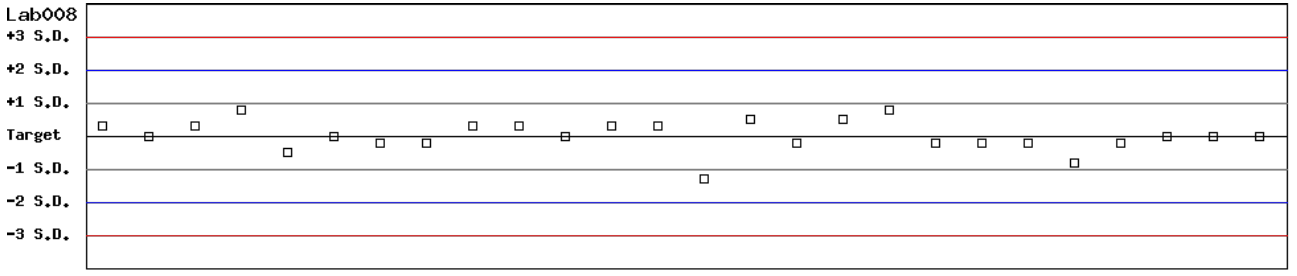 Lab008
+3 S.D.
+2 S.D.
+1 S.D.
Target
-1 S.D.
-2 S.D.
-3 S.D.